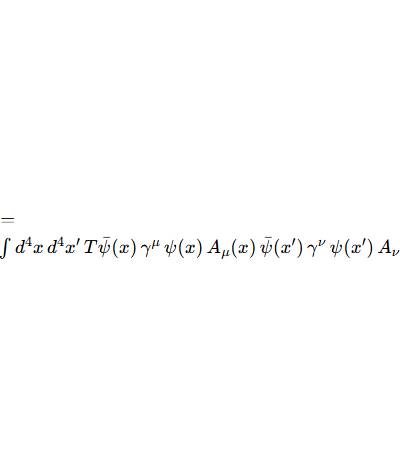 =
∫ d⁴x d⁴x′ T ψ̄(x) γ^μ ψ(x) A_μ(x) ψ̄(x′) γ^ν ψ(x′) A_ν